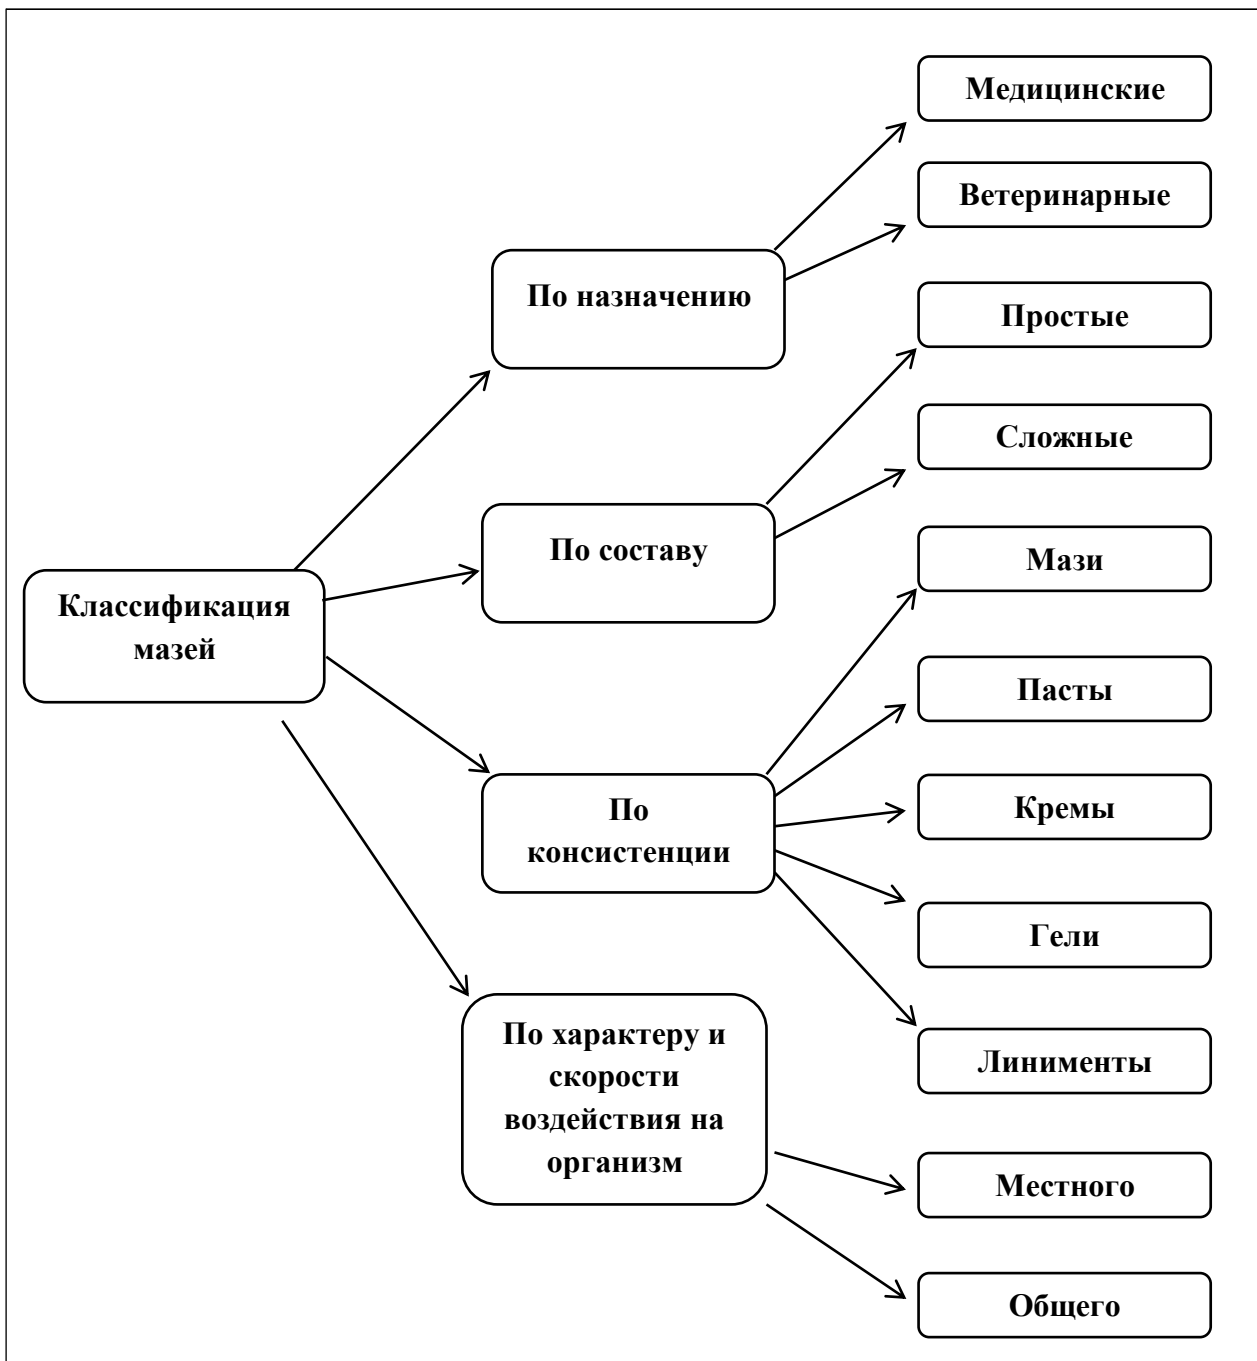 Классификация
мазей
По назначению
Медицинские
Ветеринарные
По составу
Простые
Сложные
По
консистенции
Мази
Пасты
Кремы
Гели
Линименты
По характеру и
скорости
воздействия на
организм
Местного
Общего